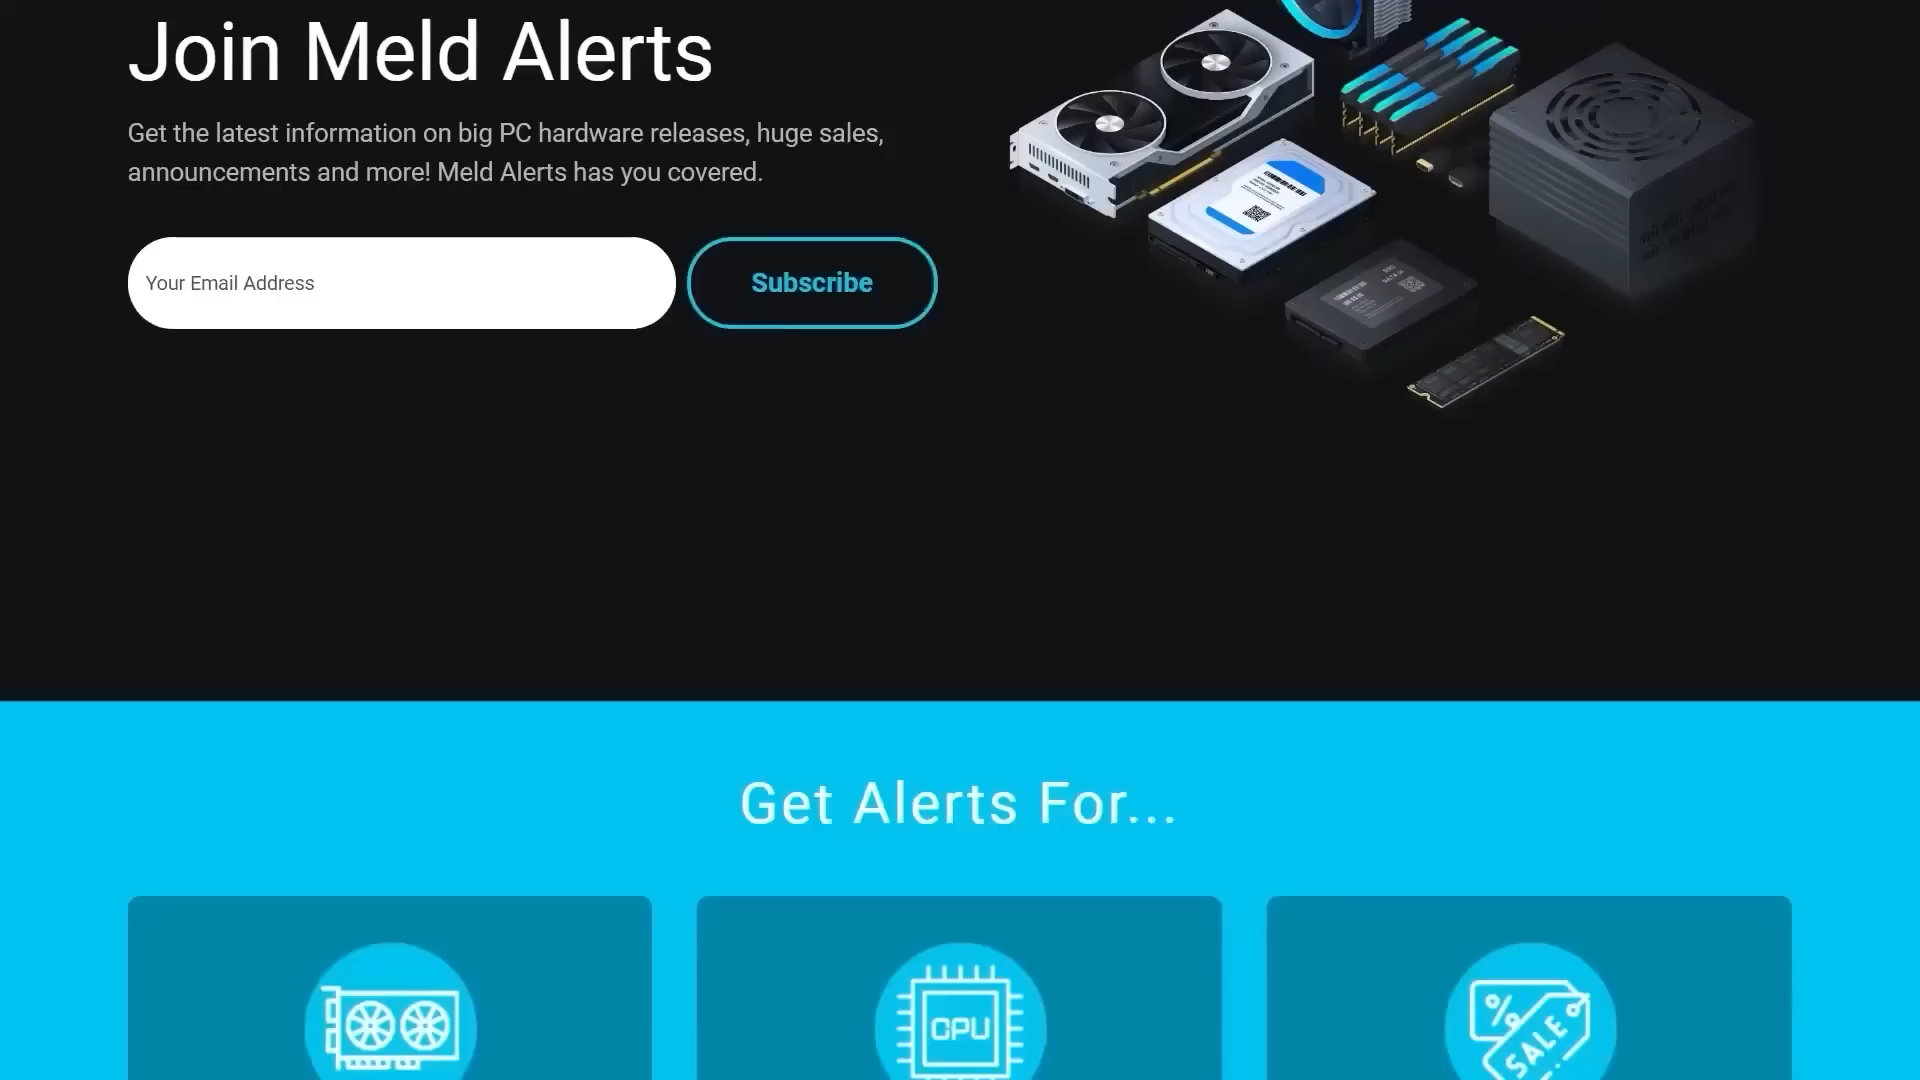 Join Meld Alerts
Get the latest information on big PC hardware releases, huge sales,
announcements and more! Meld Alerts has you covered.
Your Email Address
Subscribe
Get Alerts For...
CPU
%
SALE